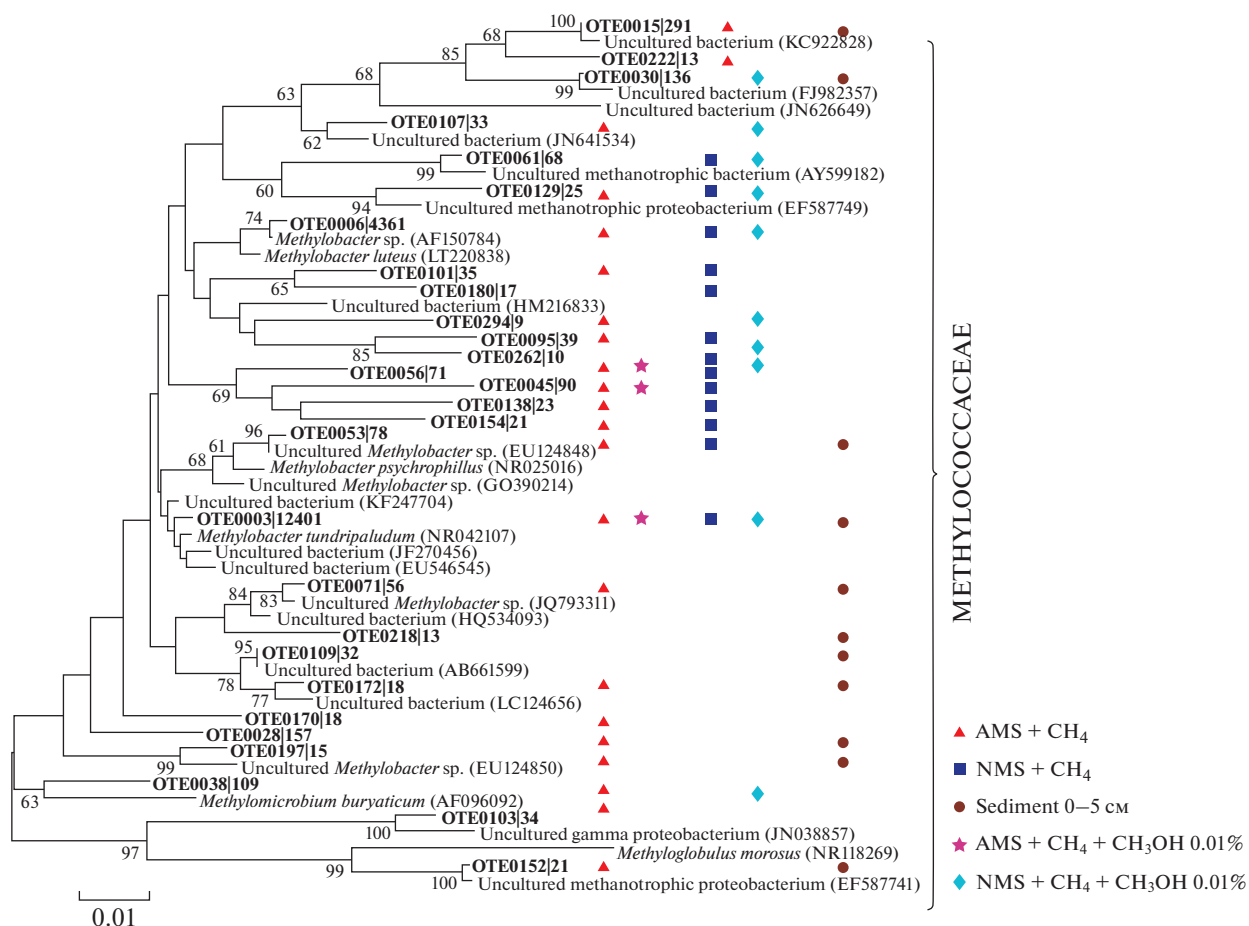 100 OTE0015|291
68 Uncultured bacterium (KC922828)
85 OTE0222|13
68 OTE0030|136
99 Uncultured bacterium (FJ982357)
63 Uncultured bacterium (JN626649)
OTE0107|33
62 Uncultured bacterium (JN641534)
OTE0061|68
99 Uncultured methanotrophic bacterium (AY599182)
60 OTE0129|25
94 Uncultured methanotrophic proteobacterium (EF587749)
74 OTE0006|4361
Methylobacter sp. (AF150784)
Methylobacter luteus (LT220838)
OTE0101|35
65 OTE0180|17
Uncultured bacterium (HM216833)
OTE0294|9
OTE0095|39
85 OTE0262|10
OTE0056|71
69 OTE0045|90
OTE0138|23
OTE0154|21
96 OTE0053|78
61 Uncultured Methylobacter sp. (EU124848)
68 Methylobacter psychrophillus (NR025016)
Uncultured Methylobacter sp. (GO390214)
Uncultured bacterium (KF247704)
OTE0003|12401
Methylobacter tundripaludum (NR042107)
Uncultured bacterium (JF270456)
Uncultured bacterium (EU546545)
84 OTE0071|56
83 Uncultured Methylobacter sp. (JQ793311)
Uncultured bacterium (HQ534093)
OTE0218|13
95 OTE0109|32
Uncultured bacterium (AB661599)
78 OTE0172|18
77 Uncultured bacterium (LC124656)
OTE0170|18
OTE0028|157
OTE0197|15
99 Uncultured Methylobacter sp. (EU124850)
OTE0038|109
63 Methylomicrobium buryaticum (AF096092)
OTE0103|34
100 Uncultured gamma proteobacterium (JN038857)
97 Methyloglobulus morosus (NR118269)
99 OTE0152|21
100 Uncultured methanotrophic proteobacterium (EF587741)
0.01
METHYLOCOCCACEAE
AMS + CH4
NMS + CH4
Sediment 0–5 см
AMS + CH4 + CH3OH 0.01%
NMS + CH4 + CH3OH 0.01%